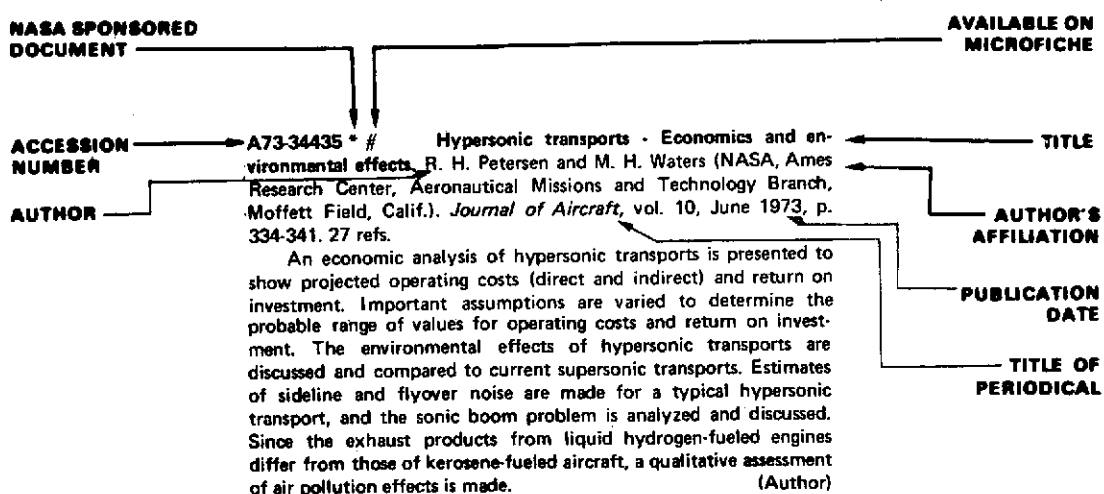 NASA SPONSORED
DOCUMENT
AVAILABLE ON
MICROFICHE
ACCESSION
NUMBER
AUTHOR
A73-34435 * # Hypersonic transports - Economics and en-
vironmental effects. R. H. Petersen and M. H. Waters (NASA, Ames
Research Center, Aeronautical Missions and Technology Branch,
Moffett Field, Calif.). Journal of Aircraft, vol. 10, June 1973, p.
334-341. 27 refs.
An economic analysis of hypersonic transports is presented to
show projected operating costs (direct and indirect) and return on
investment. Important assumptions are varied to determine the
probable range of values for operating costs and return on invest-
ment. The environmental effects of hypersonic transports are
discussed and compared to current supersonic transports. Estimates
of sideline and flyover noise are made for a typical hypersonic
transport, and the sonic boom problem is analyzed and discussed.
Since the exhaust products from liquid hydrogen-fueled engines
differ from those of kerosene-fueled aircraft, a qualitative assessment
of air pollution effects is made. (Author)
TITLE
AUTHOR'S
AFFILIATION
PUBLICATION
DATE
TITLE OF
PERIODICAL